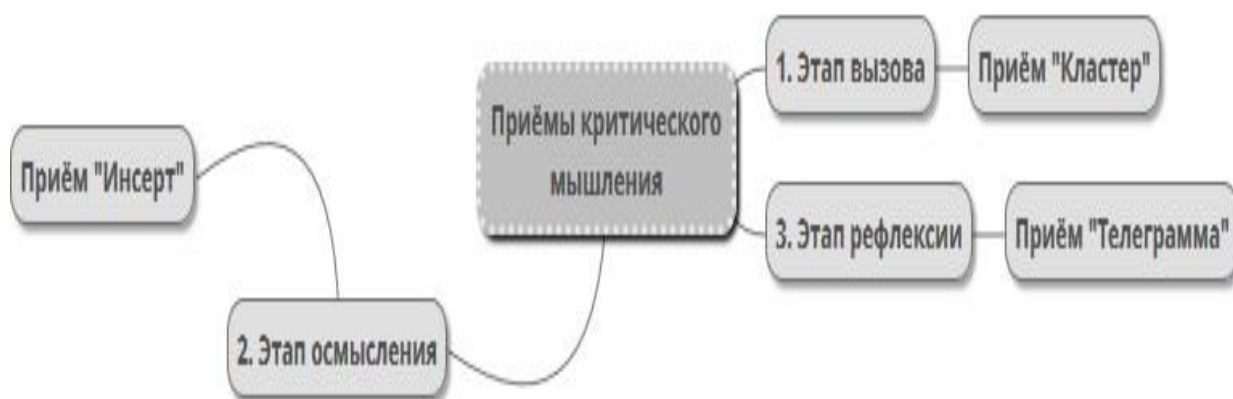 Приёмы критического
мышления
1. Этап вызова
Приём "Кластер"
2. Этап осмысления
Приём "Инсерт"
3. Этап рефлексии
Приём "Телеграмма"